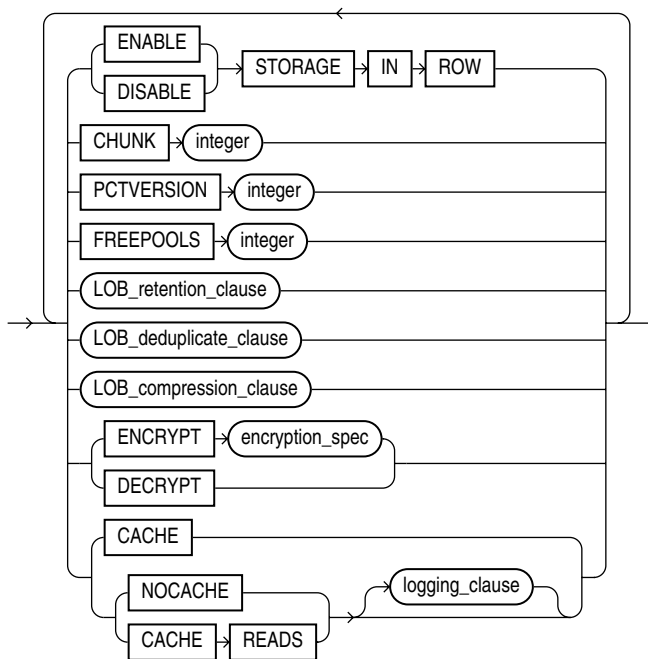 ENABLE
STORAGE IN ROW
DISABLE
CHUNK integer
PCTVERSION integer
FREEPOOLS integer
LOB_retention_clause
LOB_deduplicate_clause
LOB_compression_clause
ENCRYPT encryption_spec
DECRYPT
CACHE
NOCACHE logging_clause
CACHE READS